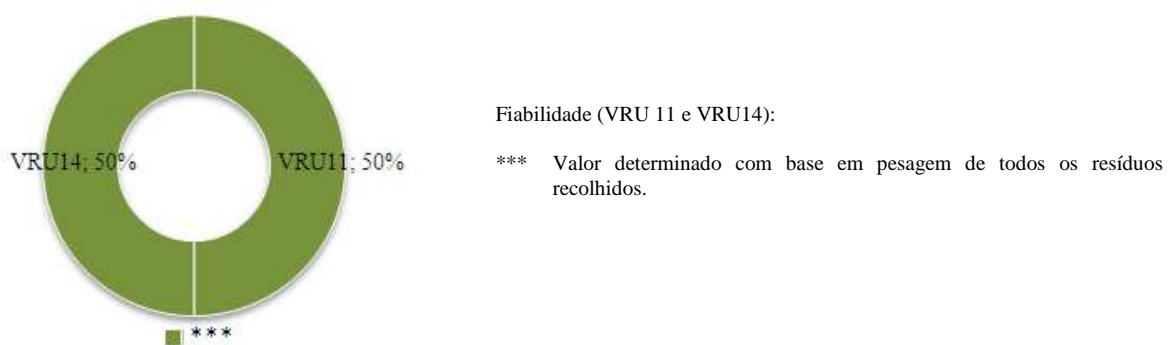 VRU14; 50%
VRU11; 50%
***
Fiabilidade (VRU 11 e VRU14):
*** Valor determinado com base em pesagem de todos os resíduos
recolhidos.